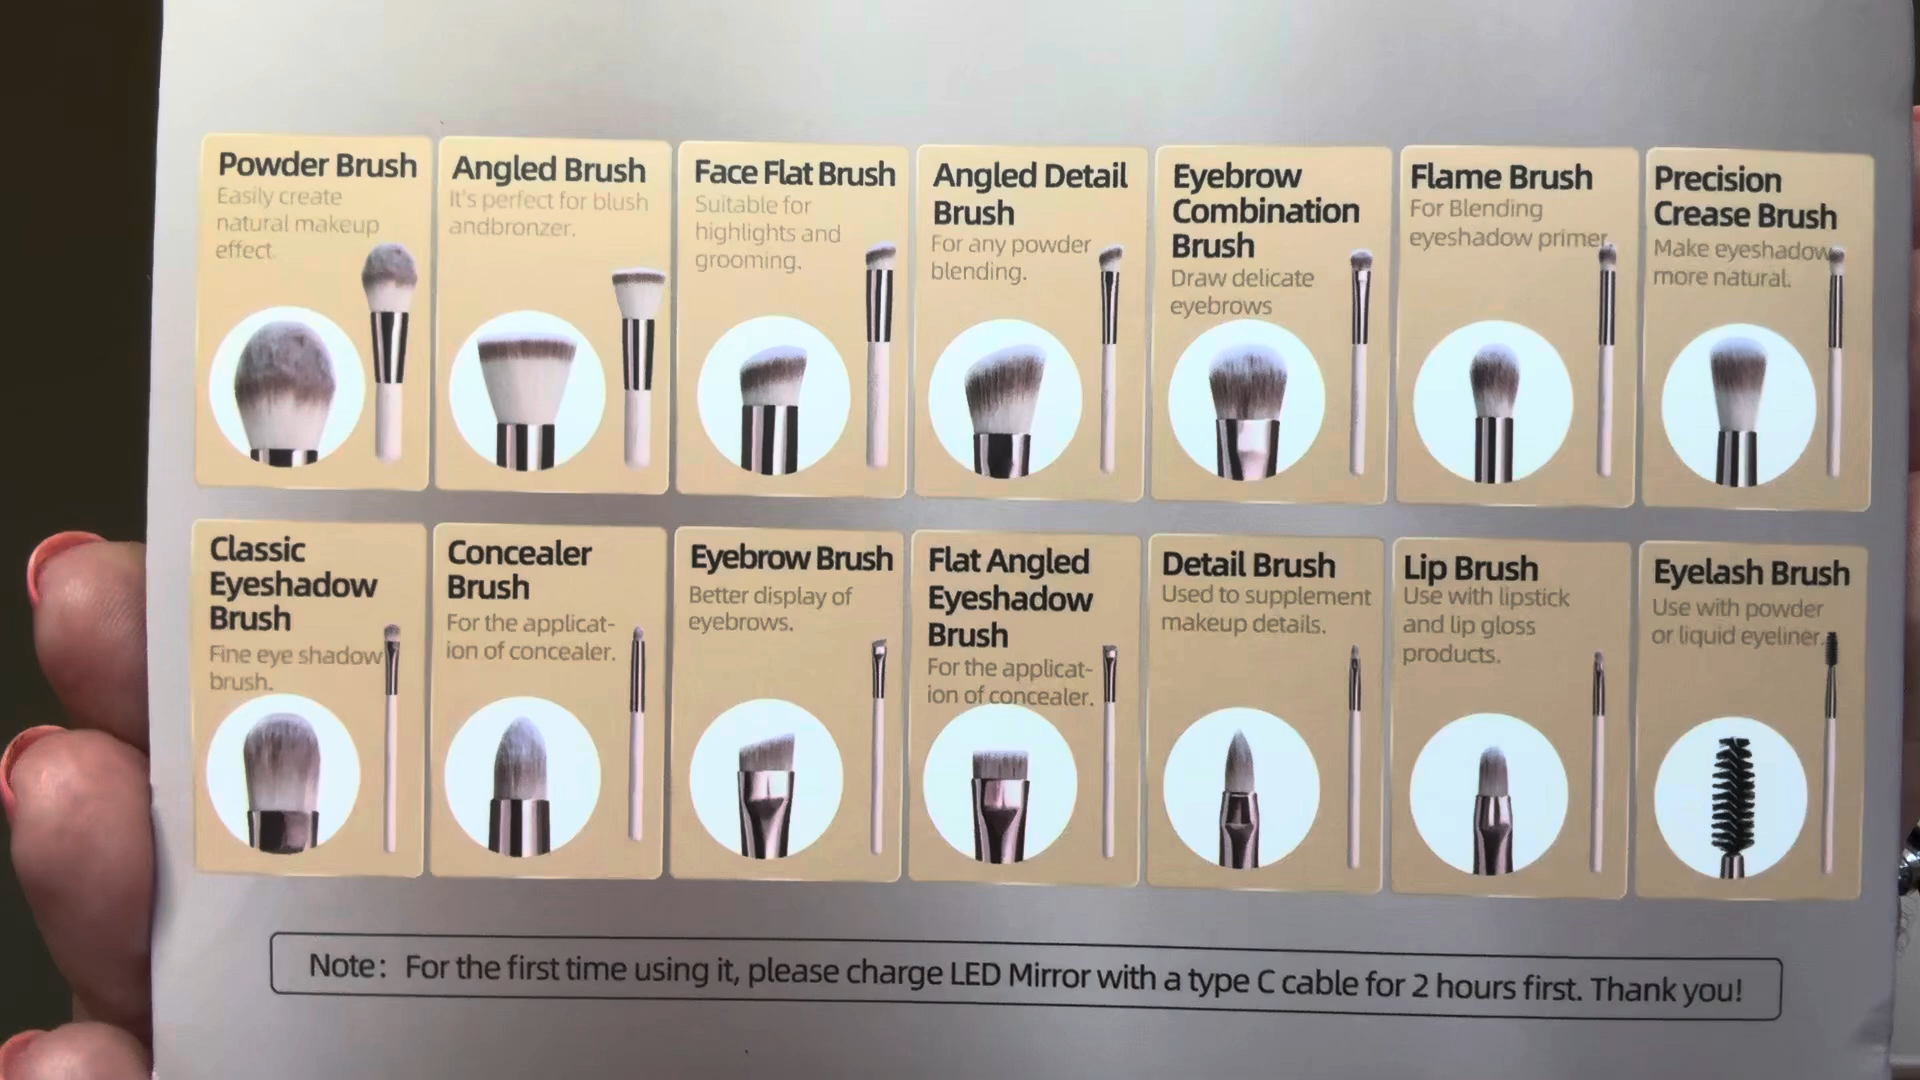 Powder Brush
Easily create
natural makeup
effect.
Angled Brush
It's perfect for blush
andbronzer.
Face Flat Brush
Suitable for
highlights and
grooming.
Angled Detail
Brush
For any powder
blending.
Eyebrow
Combination
Brush
Draw delicate
eyebrows
Flame Brush
For Blending
eyeshadow primer.
Precision
Crease Brush
Make eyeshadow
more natural.
Classic
Eyeshadow
Brush
Fine eye shadow
brush.
Concealer
Brush
For the applicat-
ion of concealer.
Eyebrow Brush
Better display of
eyebrows.
Flat Angled
Eyeshadow
Brush
For the applicat-
ion of concealer.
Detail Brush
Used to supplement
makeup details.
Lip Brush
Use with lipstick
and lip gloss
products.
Eyelash Brush
Use with powder
or liquid eyeliner.
Note: For the first time using it, please charge LED Mirror with a type C cable for 2 hours first. Thank you!